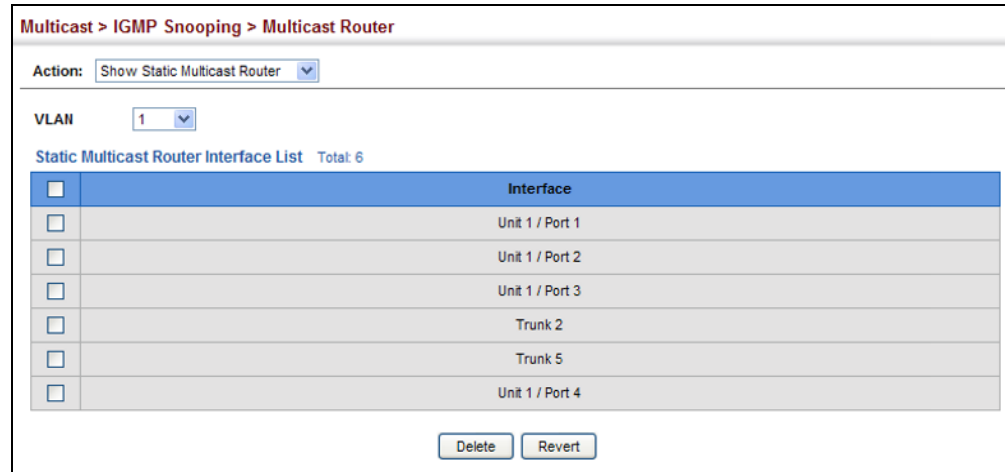 Multicast > IGMP Snooping > Multicast Router
Action: Show Static Multicast Router
VLAN 1
Static Multicast Router Interface List Total: 6
Interface
Unit 1 / Port 1
Unit 1 / Port 2
Unit 1 / Port 3
Trunk 2
Trunk 5
Unit 1 / Port 4
Delete Revert